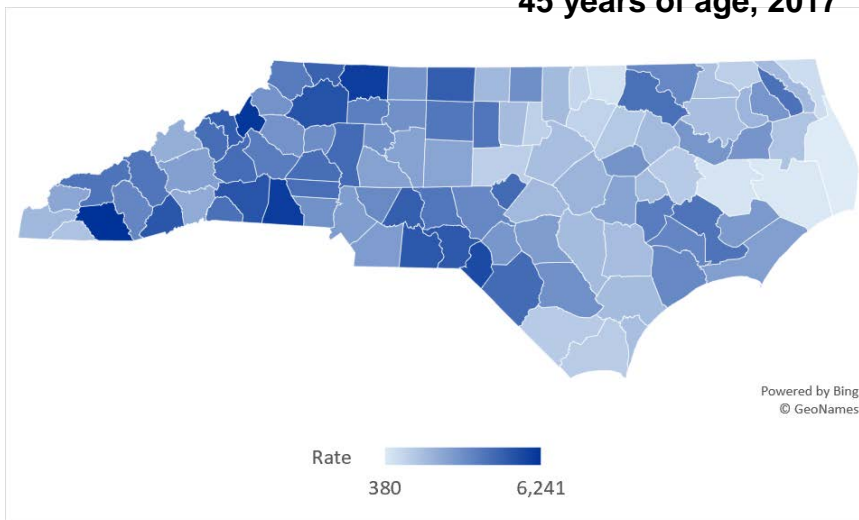 45 years of age, 2017
Powered by Bing
© GeoNames
Rate
380
6,241